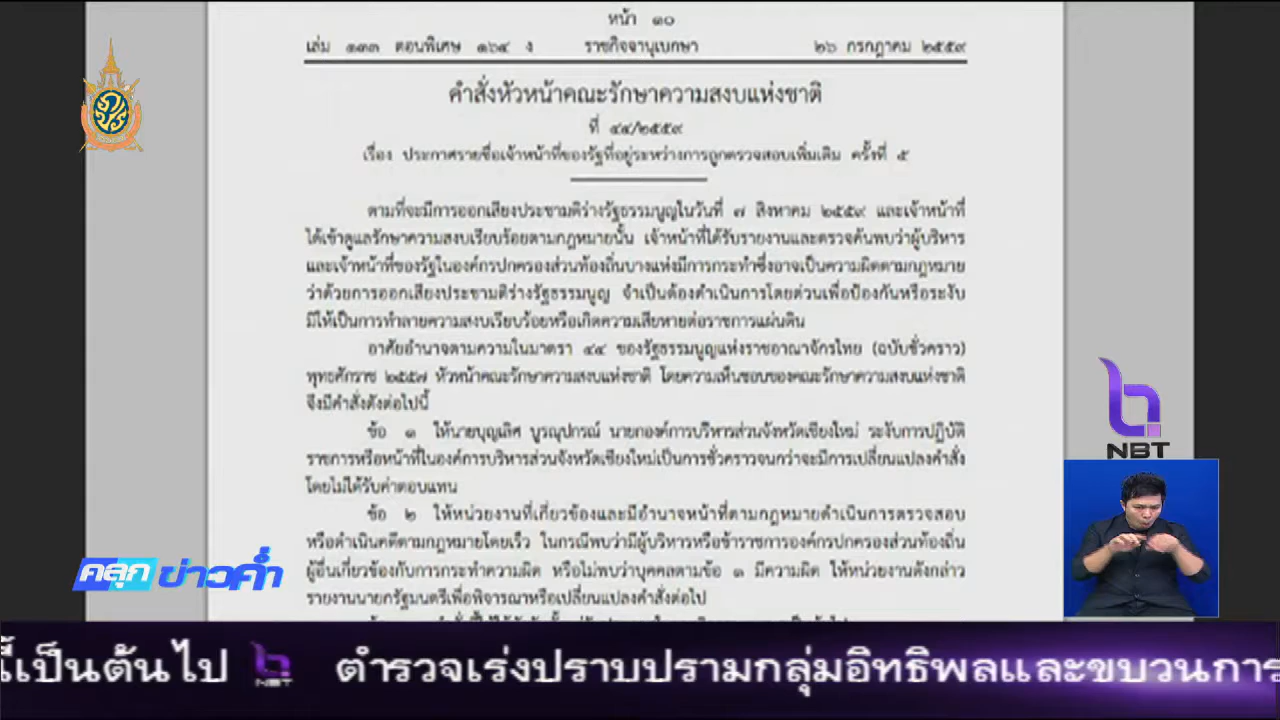 หน้า ๑๐
เล่ม ๑๓๓ ตอนพิเศษ ๑๖๔ ง ราชกิจจานุเบกษา ๒๖ กรกฎาคม ๒๕๕๙
คำสั่งหัวหน้าคณะรักษาความสงบแห่งชาติ
ที่ ๔๔/๒๕๕๙
เรื่อง ประกาศรายชื่อเจ้าหน้าที่ของรัฐที่อยู่ระหว่างการถูกตรวจสอบเพิ่มเติม ครั้งที่ ๕
ตามที่จะมีการออกเสียงประชามติร่างรัฐธรรมนูญในวันที่ ๗ สิงหาคม ๒๕๕๙ และเจ้าหน้าที่
ได้เข้าดูแลรักษาความสงบเรียบร้อยตามกฎหมายนั้น เจ้าหน้าที่ได้รับรายงานและตรวจค้นพบว่าผู้บริหาร
และเจ้าหน้าที่ของรัฐในองค์กรปกครองส่วนท้องถิ่นบางแห่งมีการกระทำซึ่งอาจเป็นความผิดตามกฎหมาย
ว่าด้วยการออกเสียงประชามติร่างรัฐธรรมนูญ จำเป็นต้องดำเนินการโดยด่วนเพื่อป้องกันหรือระงับ
มิให้เป็นการทำลายความสงบเรียบร้อยหรือเกิดความเสียหายต่อราชการแผ่นดิน
อาศัยอำนาจตามความในมาตรา ๔๔ ของรัฐธรรมนูญแห่งราชอาณาจักรไทย (ฉบับชั่วคราว)
พุทธศักราช ๒๕๕๗ หัวหน้าคณะรักษาความสงบแห่งชาติ โดยความเห็นชอบของคณะรักษาความสงบแห่งชาติ
จึงมีคำสั่งดังต่อไปนี้
ข้อ ๑ ให้นายบุญเลิศ บูรณุปกรณ์ นายกองค์การบริหารส่วนจังหวัดเชียงใหม่ ระงับการปฏิบัติ
ราชการหรือหน้าที่ในองค์การบริหารส่วนจังหวัดเชียงใหม่เป็นการชั่วคราวจนกว่าจะมีการเปลี่ยนแปลงคำสั่ง
โดยไม่ได้รับค่าตอบแทน
ข้อ ๒ ให้หน่วยงานที่เกี่ยวข้องและมีอำนาจหน้าที่ตามกฎหมายดำเนินการตรวจสอบ
หรือดำเนินคดีตามกฎหมายโดยเร็ว ในกรณีพบว่ามีผู้บริหารหรือข้าราชการองค์กรปกครองส่วนท้องถิ่น
ผู้อื่นเกี่ยวข้องกับการกระทำความผิด หรือไม่พบว่าบุคคลตามข้อ ๑ มีความผิด ให้หน่วยงานดังกล่าว
รายงานนายกรัฐมนตรีเพื่อพิจารณาหรือเปลี่ยนแปลงคำสั่งต่อไป
NBT
คลุกข่าวค่ำ
นี้เป็นต้นไป NBT ตำรวจเร่งปราบปรามกลุ่มอิทธิพลและขบวนการ